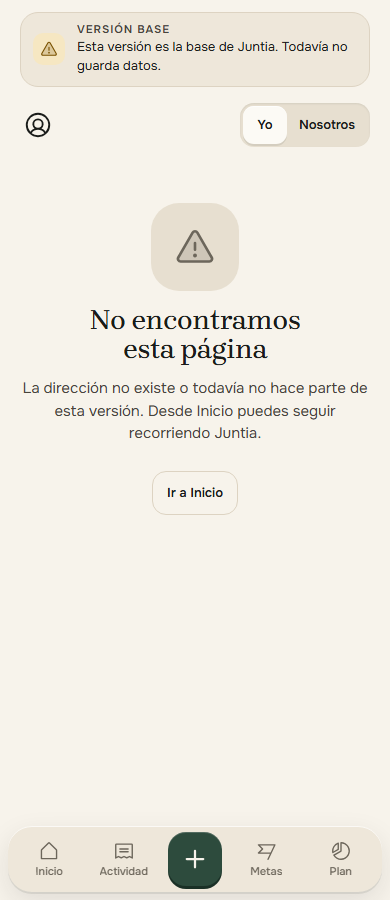 VERSIÓN BASE
Esta versión es la base de Juntia. Todavía no
guarda datos.
Yo
Nosotros
No encontramos
esta página
La dirección no existe o todavía no hace parte de
esta versión. Desde Inicio puedes seguir
recorriendo Juntia.
Ir a Inicio
Inicio
Actividad
Metas
Plan